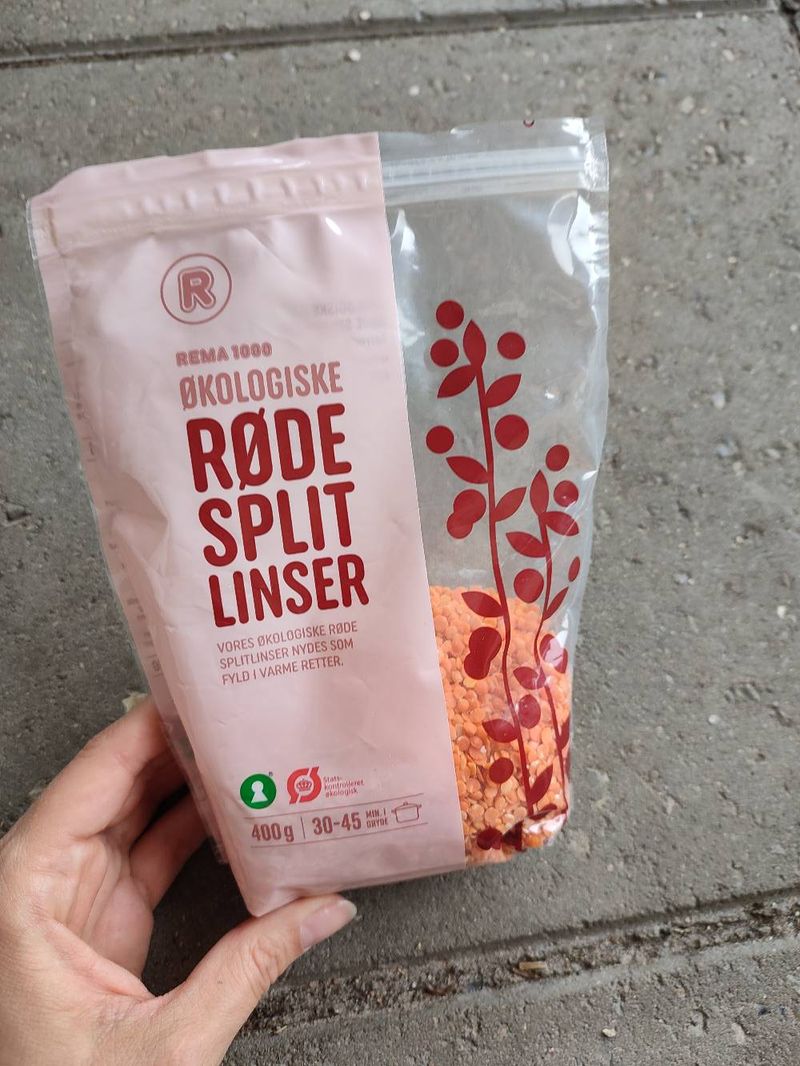 R
REMA 1000
ØKOLOGISKE
RØDE
SPLIT
LINSER
VORES ØKOLOGISKE RØDE
SPLITLINSER NYDES SOM
FYLD I VARME RETTER.
Ø
Stats-
kontrolleret
økologisk
400g | 30-45 MIN. I
GRYDE